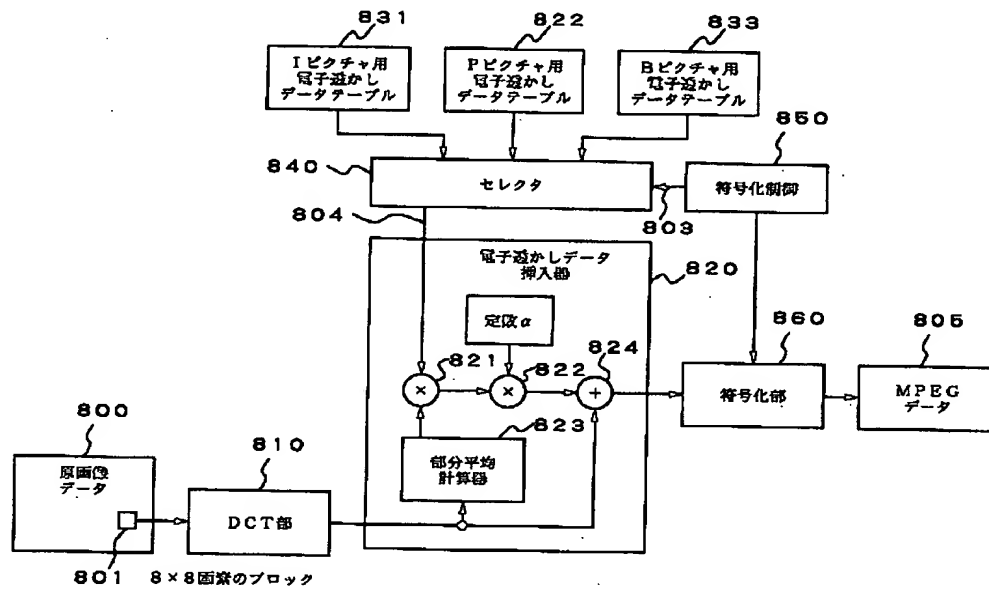 831
822
833
Iピクチャ用
電子透かし
データテーブル
Pピクチャ用
電子透かし
データテーブル
Bピクチャ用
電子透かし
データテーブル
850
840
セレクタ
符号化制御
804
803
電子透かしデータ
挿入器
820
定数α
860
805
821
822
824
×
×
+
符号化部
MPEG
データ
823
800
810
部分平均
計算器
原画像
データ
DCT部
801
8×8画素のブロック